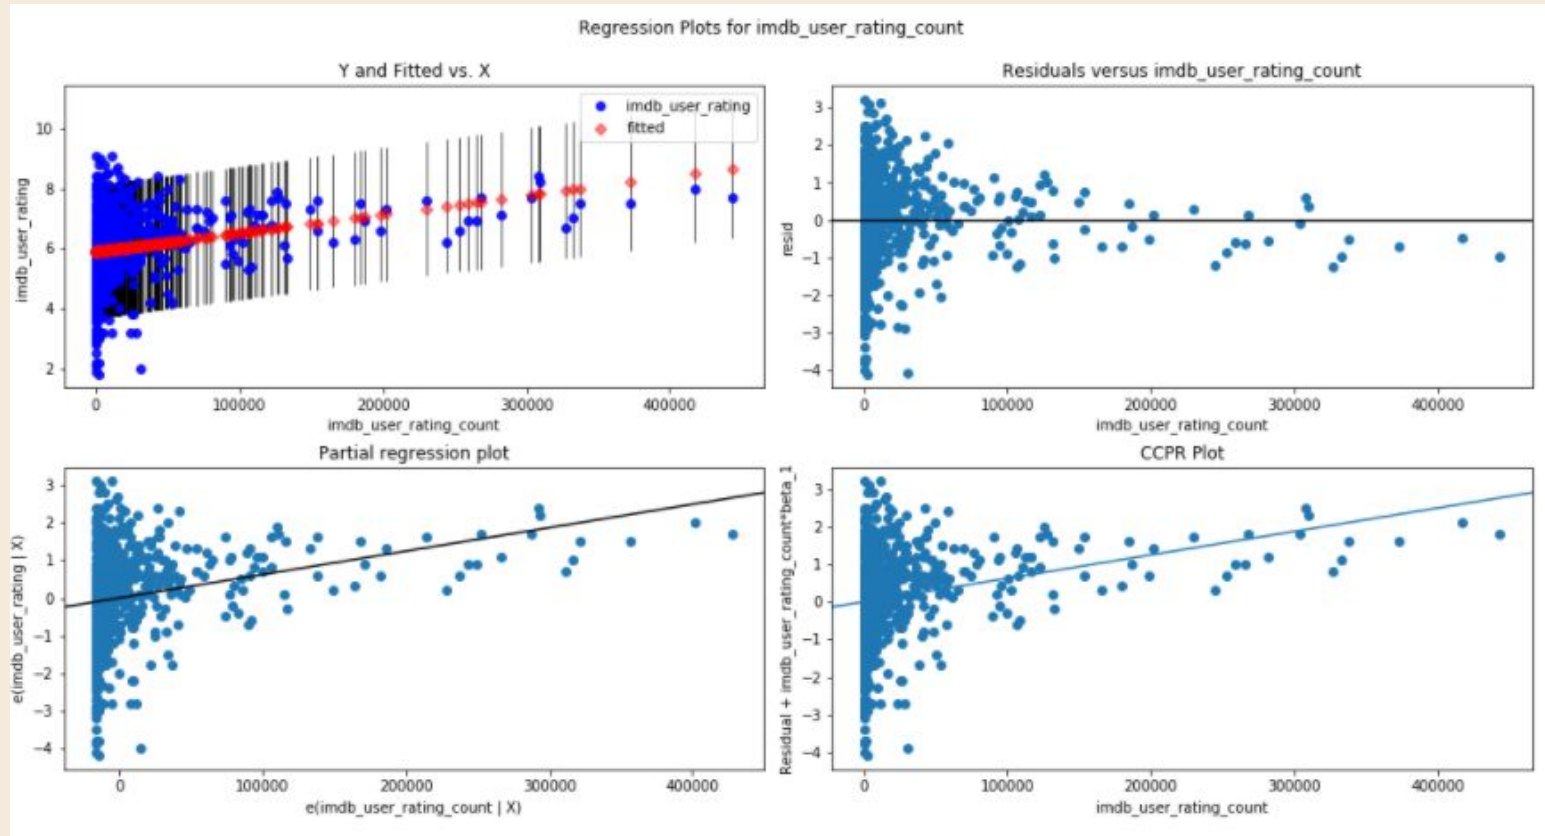 Regression Plots for imdb_user_rating_count
Y and Fitted vs. X
imdb_user_rating
fitted
10
8
6
4
2
imdb_user_rating
0 100000 200000 300000 400000
imdb_user_rating_count
Residuals versus imdb_user_rating_count
3
2
1
0
−1
−2
−3
−4
resid
0 100000 200000 300000 400000
imdb_user_rating_count
Partial regression plot
3
2
1
0
−1
−2
−3
−4
e(imdb_user_rating | X)
0 100000 200000 300000 400000
e(imdb_user_rating_count | X)
CCPR Plot
3
2
1
0
−1
−2
−3
−4
Residual + imdb_user_rating_count*beta_1
0 100000 200000 300000 400000
imdb_user_rating_count